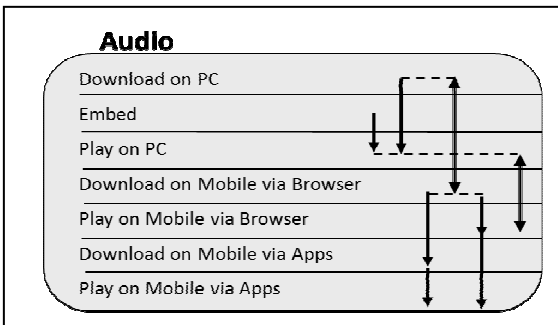 Audio
Download on PC
Embed
Play on PC
Download on Mobile via Browser
Play on Mobile via Browser
Download on Mobile via Apps
Play on Mobile via Apps